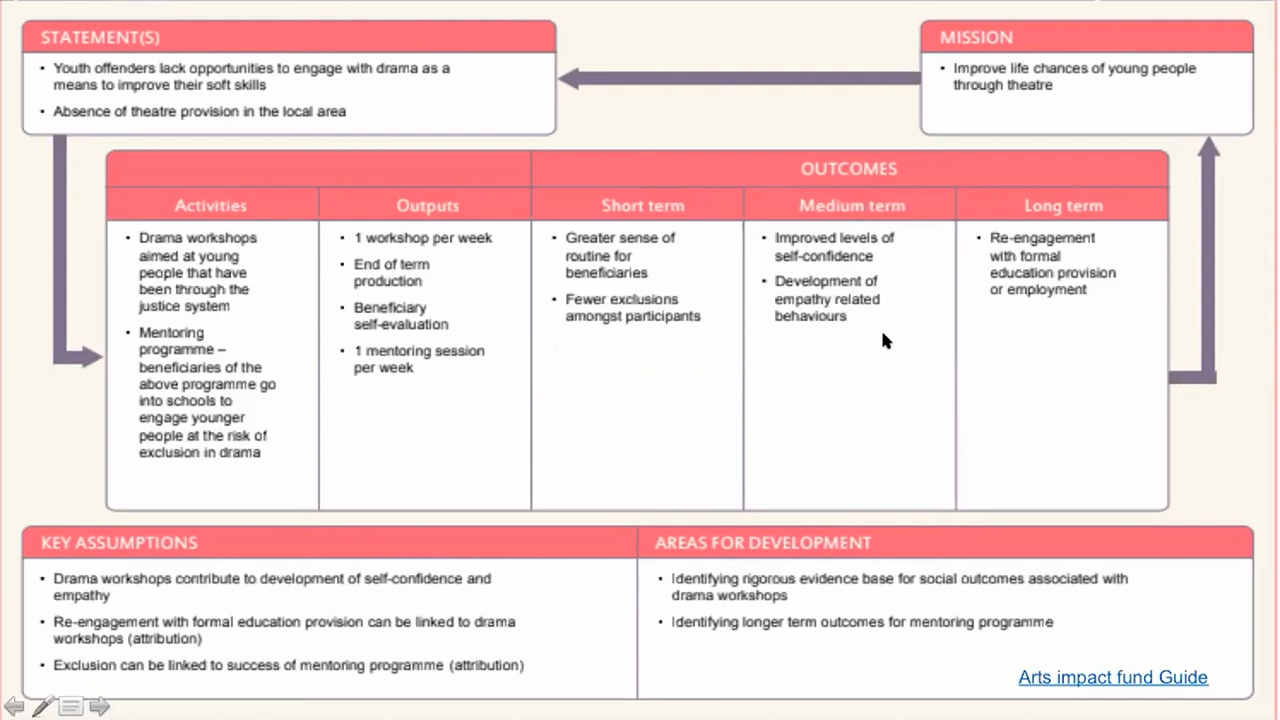 STATEMENT(S)
• Youth offenders lack opportunities to engage with drama as a
means to improve their soft skills
• Absence of theatre provision in the local area
MISSION
• Improve life chances of young people
through theatre
OUTCOMES
Activities
Outputs
Short term
Medium term
Long term
• Drama workshops
aimed at young
people that have
been through the
justice system
• Mentoring
programme –
beneficiaries of the
above programme go
into schools to
engage younger
people at the risk of
exclusion in drama
• 1 workshop per week
• End of term
production
• Beneficiary
self-evaluation
• 1 mentoring session
per week
• Greater sense of
routine for
beneficiaries
• Fewer exclusions
amongst participants
• Improved levels of
self-confidence
• Development of
empathy related
behaviours
• Re-engagement
with formal
education provision
or employment
KEY ASSUMPTIONS
• Drama workshops contribute to development of self-confidence and
empathy
• Re-engagement with formal education provision can be linked to drama
workshops (attribution)
• Exclusion can be linked to success of mentoring programme (attribution)
AREAS FOR DEVELOPMENT
• Identifying rigorous evidence base for social outcomes associated with
drama workshops
• Identifying longer term outcomes for mentoring programme
Arts impact fund Guide